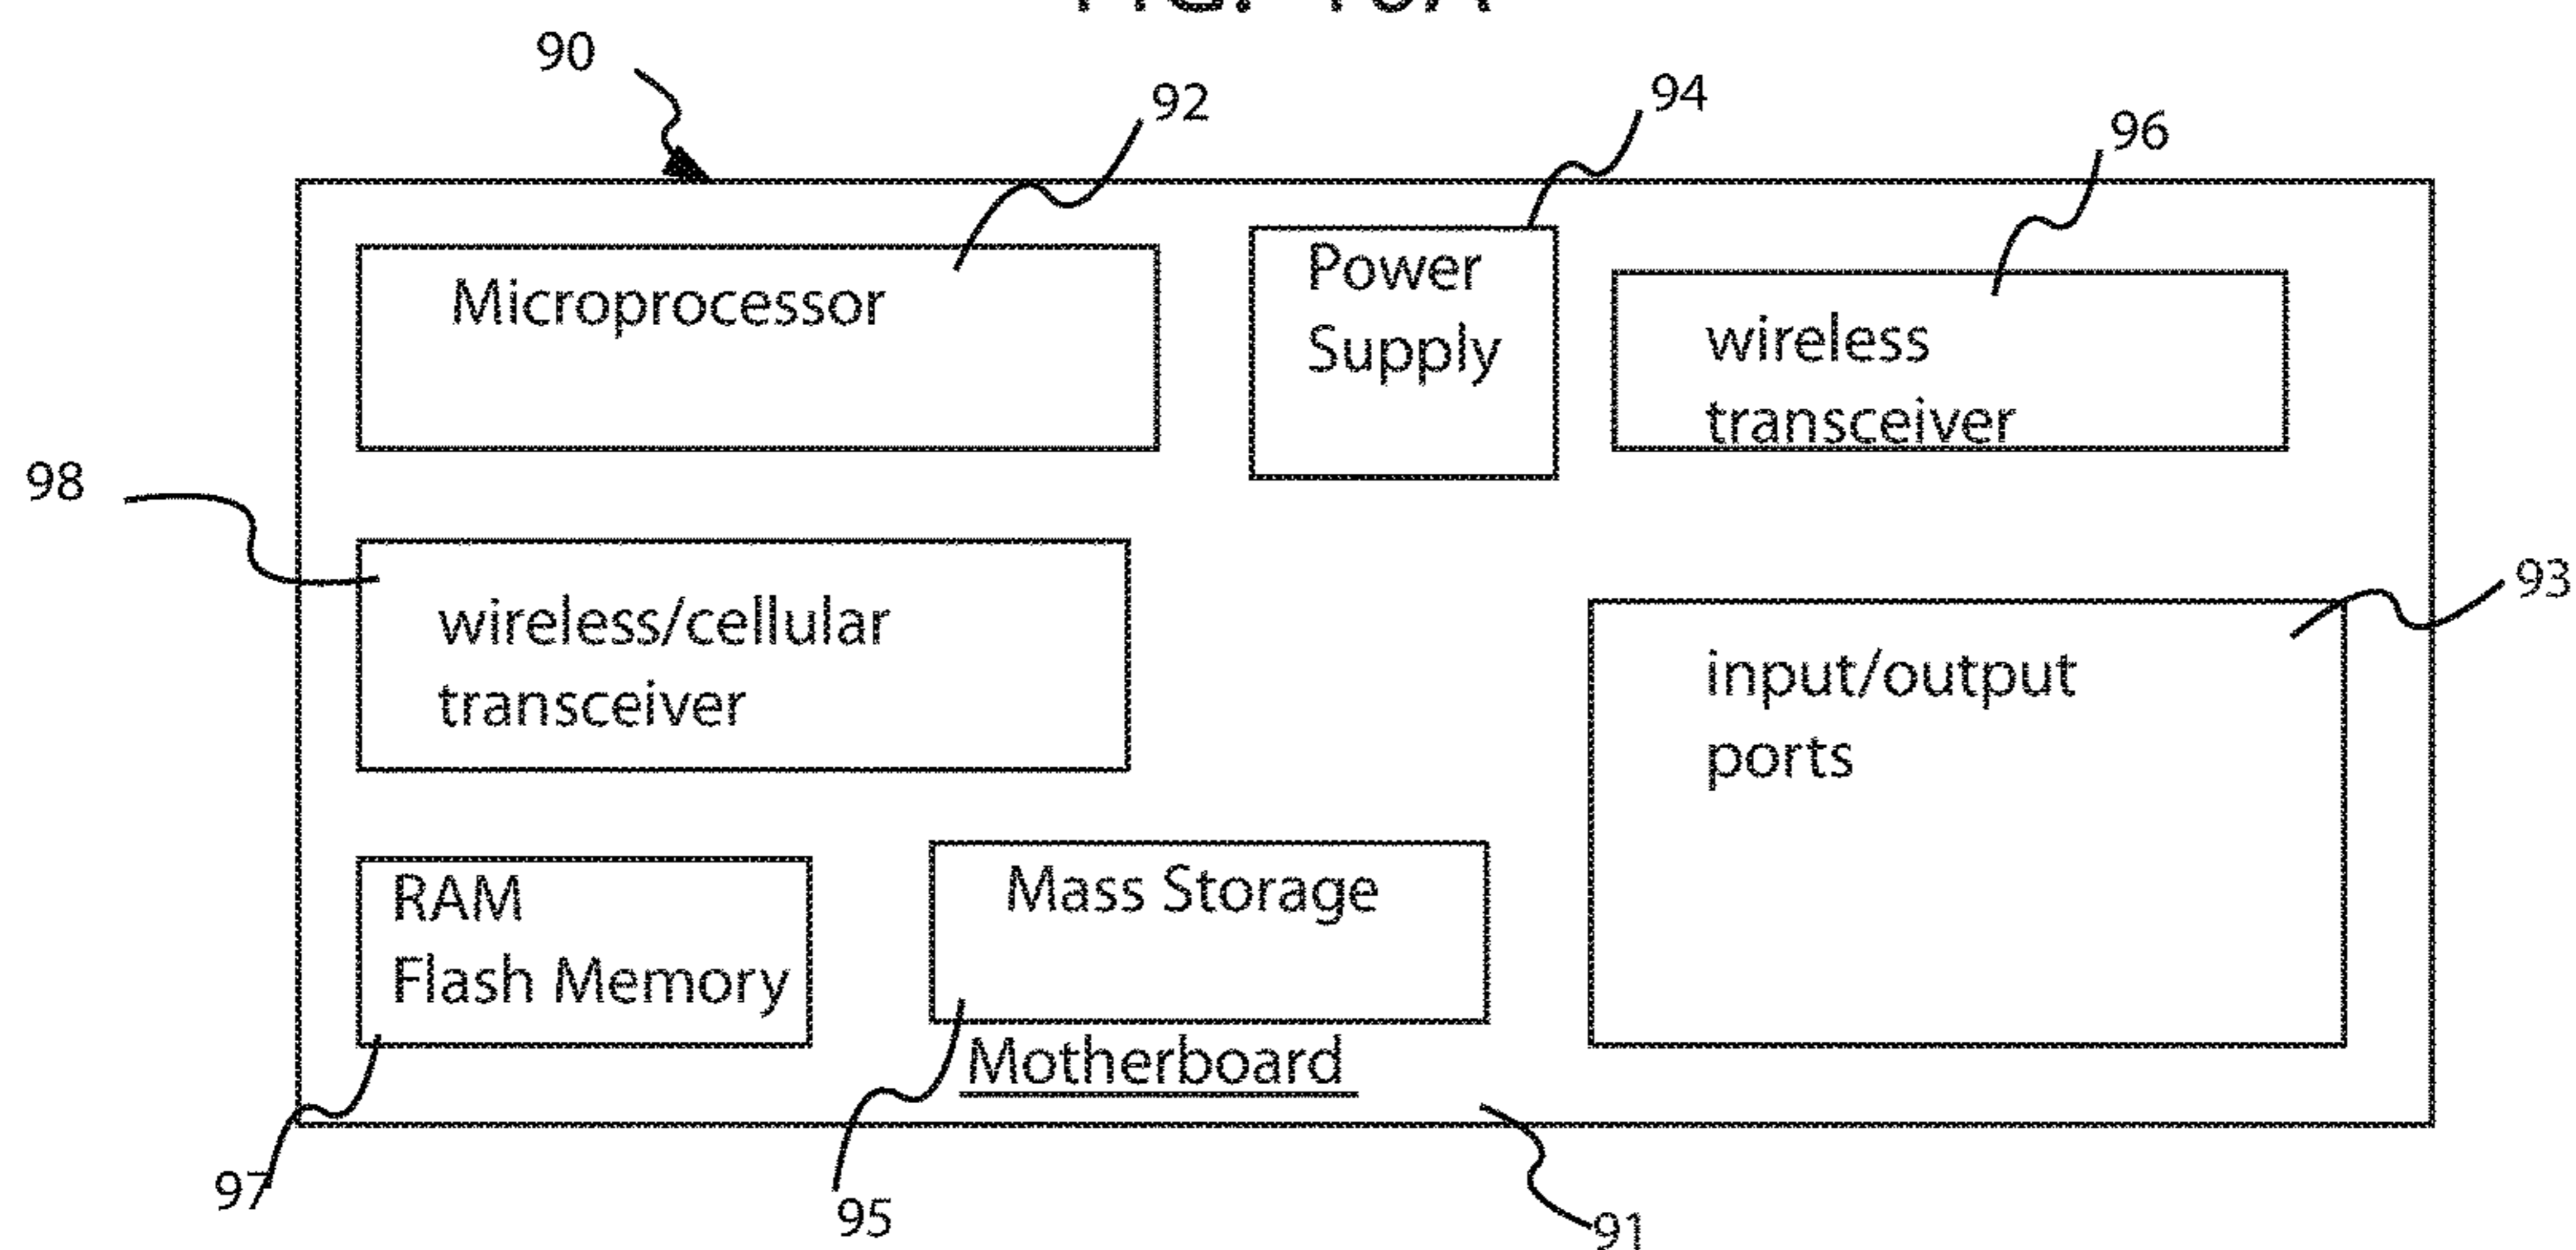 90
92
94
96
Microprocessor
Power
Supply
wireless
transceiver
98
wireless/cellular
transceiver
93
input/output
ports
RAM
Flash Memory
Mass Storage
Motherboard
97
95
91